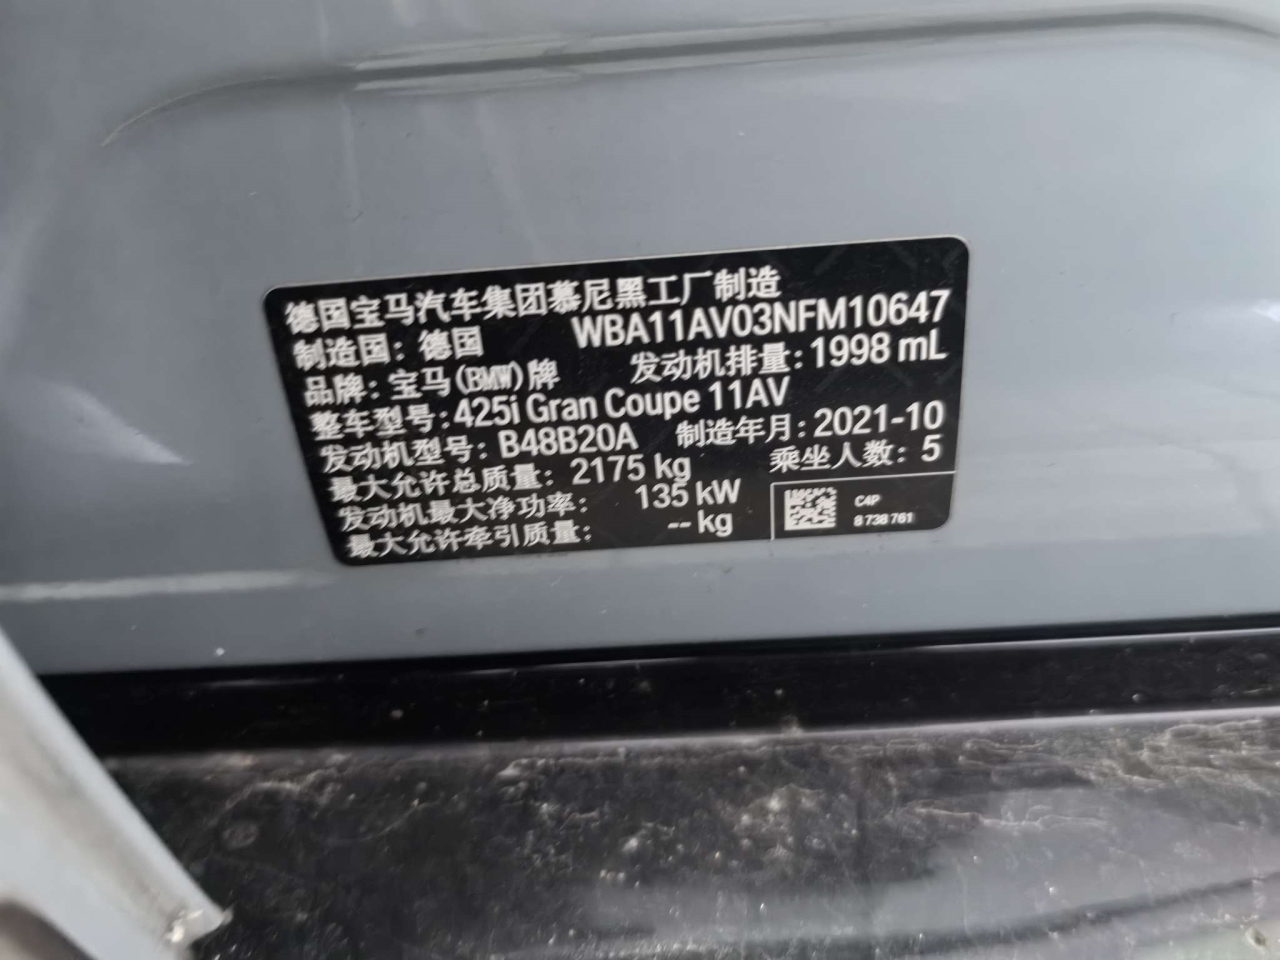 德国宝马汽车集团慕尼黑工厂制造
制造国：德国 WBA11AV03NFM10647
品牌：宝马(BMW)牌 发动机排量：1998 mL
整车型号：425i Gran Coupe 11AV
发动机型号：B48B20A 制造年月：2021-10
最大允许总质量：2175 kg 乘坐人数：5
发动机最大净功率：135 kW
最大允许牵引质量：-- kg
C4P
8 738 761